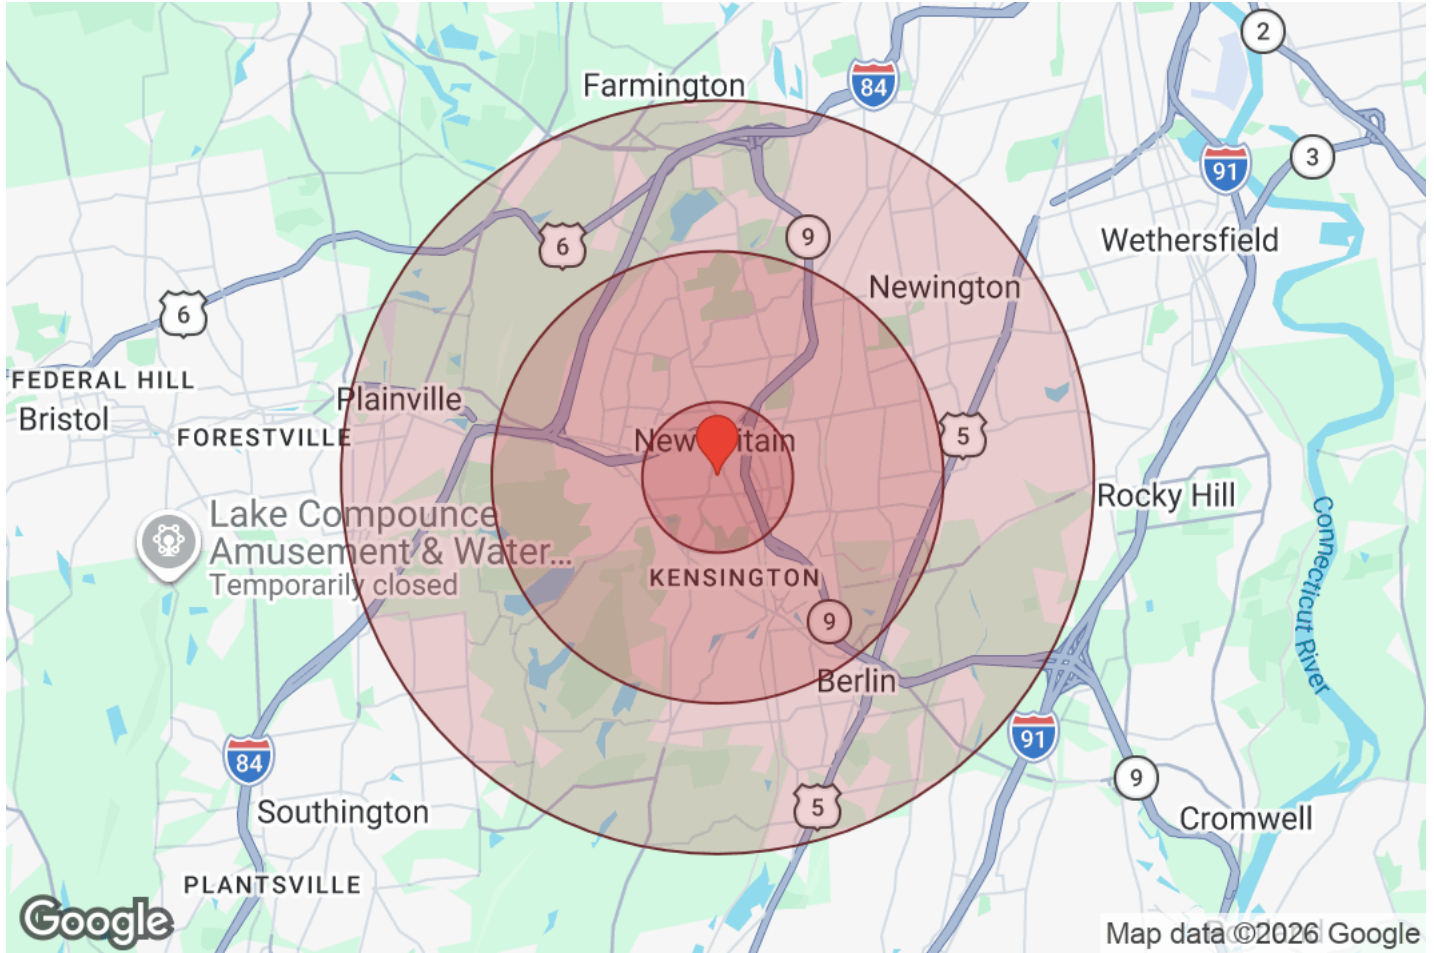 2
Farmington
84
91
3
6
9
Wethersfield
Newington
6
FEDERAL HILL
Bristol
Plainville
FORESTVILLE
New Britain
5
Rocky Hill
Lake Compounce
Amusement & Water...
Temporarily closed
Connecticut River
KENSINGTON
9
Berlin
91
84
9
5
Southington
Cromwell
PLANTSVILLE
Google
Map data ©2026 Google